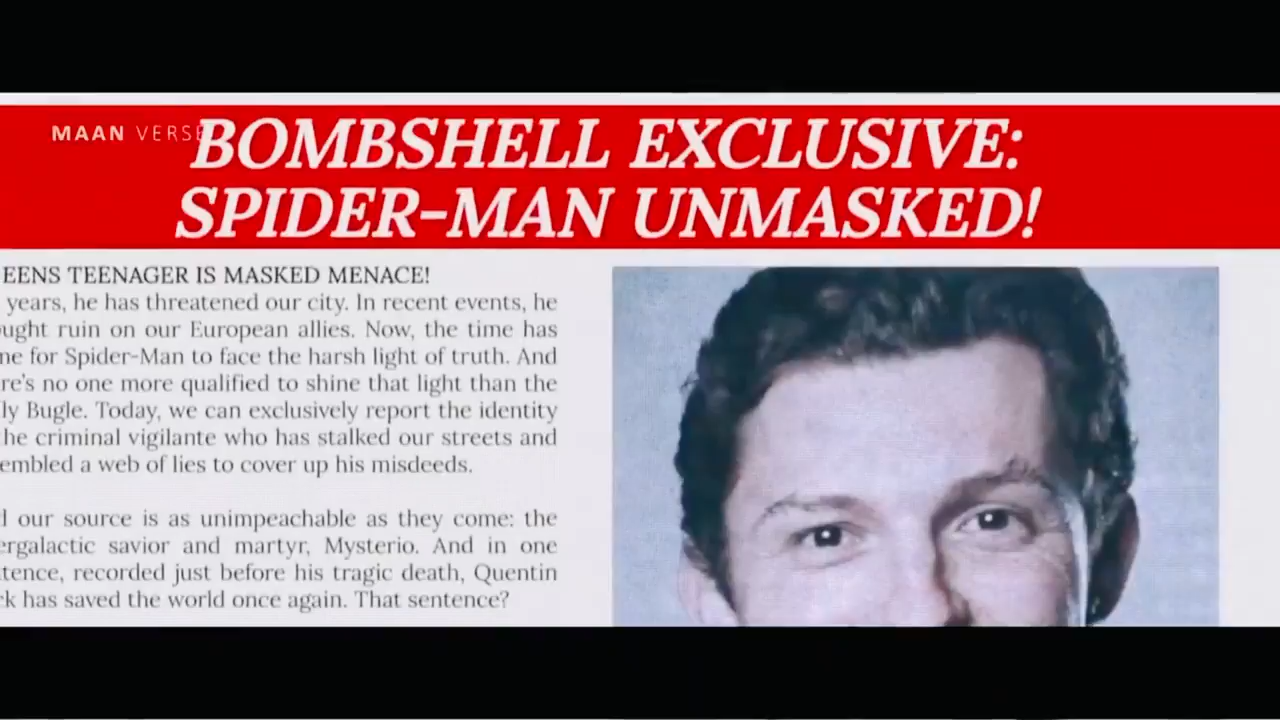 MAAN VERSE
BOMBSHELL EXCLUSIVE:
SPIDER-MAN UNMASKED!
EENS TEENAGER IS MASKED MENACE!
years, he has threatened our city. In recent events, he
ught ruin on our European allies. Now, the time has
ne for Spider-Man to face the harsh light of truth. And
re's no one more qualified to shine that light than the
ly Bugle. Today, we can exclusively report the identity
he criminal vigilante who has stalked our streets and
embled a web of lies to cover up his misdeeds.
our source is as unimpeachable as they come: the
ergalactic savior and martyr, Mysterio. And in one
tence, recorded just before his tragic death, Quentin
k has saved the world once again. That sentence?